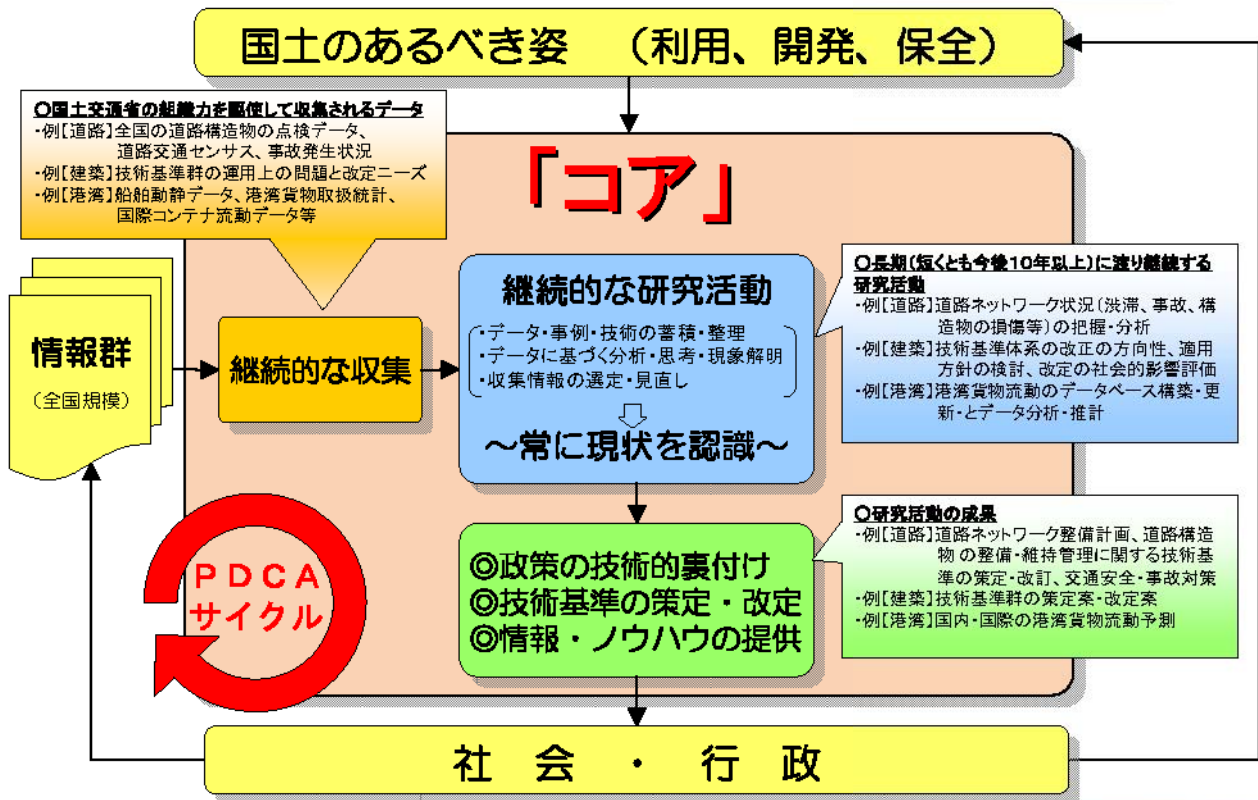 国土のあるべき姿 （利用、開発、保全）
○国土交通省の組織力を駆使して収集されるデータ
・例【道路】全国の道路構造物の点検データ、
道路交通センサス、事故発生状況
・例【建築】技術基準群の運用上の問題と改定ニーズ
・例【港湾】船舶動静データ、港湾貨物取扱統計、
国際コンテナ流動データ等
「コア」
情報群
（全国規模）
継続的な収集
継続的な研究活動
・データ・事例・技術の蓄積・整理
・データに基づく分析・思考・現象解明
・収集情報の選定・見直し
～常に現状を認識～
○長期（短くとも今後１０年以上）に渡り継続する
研究活動
・例【道路】道路ネットワーク状況（渋滞、事故、構
造物の損傷等）の把握・分析
・例【建築】技術基準体系の改正の方向性、適用
方針の検討、改定の社会的影響評価
・例【港湾】港湾貨物流動のデータベース構築・更
新・とデータ分析・推計
PDCA
サイクル
◎政策の技術的裏付け
◎技術基準の策定・改定
◎情報・ノウハウの提供
○研究活動の成果
・例【道路】道路ネットワーク整備計画、道路構造
物の整備・維持管理に関する技術基
準の策定・改訂、交通安全・事故対策
・例【建築】技術基準群の策定案・改定案
・例【港湾】国内・国際の港湾貨物流動予測
社 会 ・ 行 政